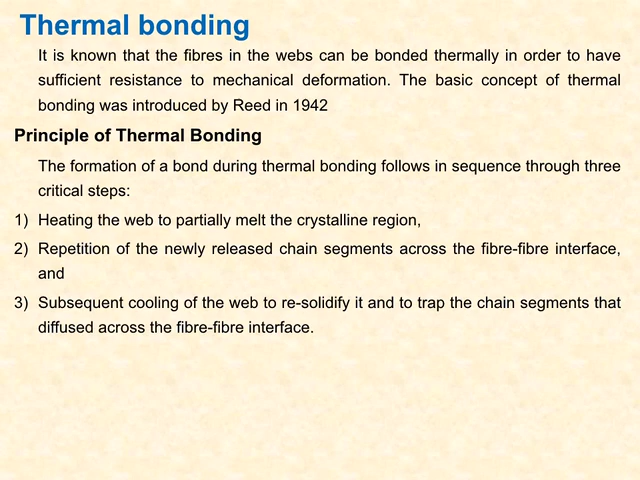 Thermal bonding
It is known that the fibres in the webs can be bonded thermally in order to have
sufficient resistance to mechanical deformation. The basic concept of thermal
bonding was introduced by Reed in 1942
Principle of Thermal Bonding
The formation of a bond during thermal bonding follows in sequence through three
critical steps:
1) Heating the web to partially melt the crystalline region,
2) Repetition of the newly released chain segments across the fibre-fibre interface,
and
3) Subsequent cooling of the web to re-solidify it and to trap the chain segments that
diffused across the fibre-fibre interface.